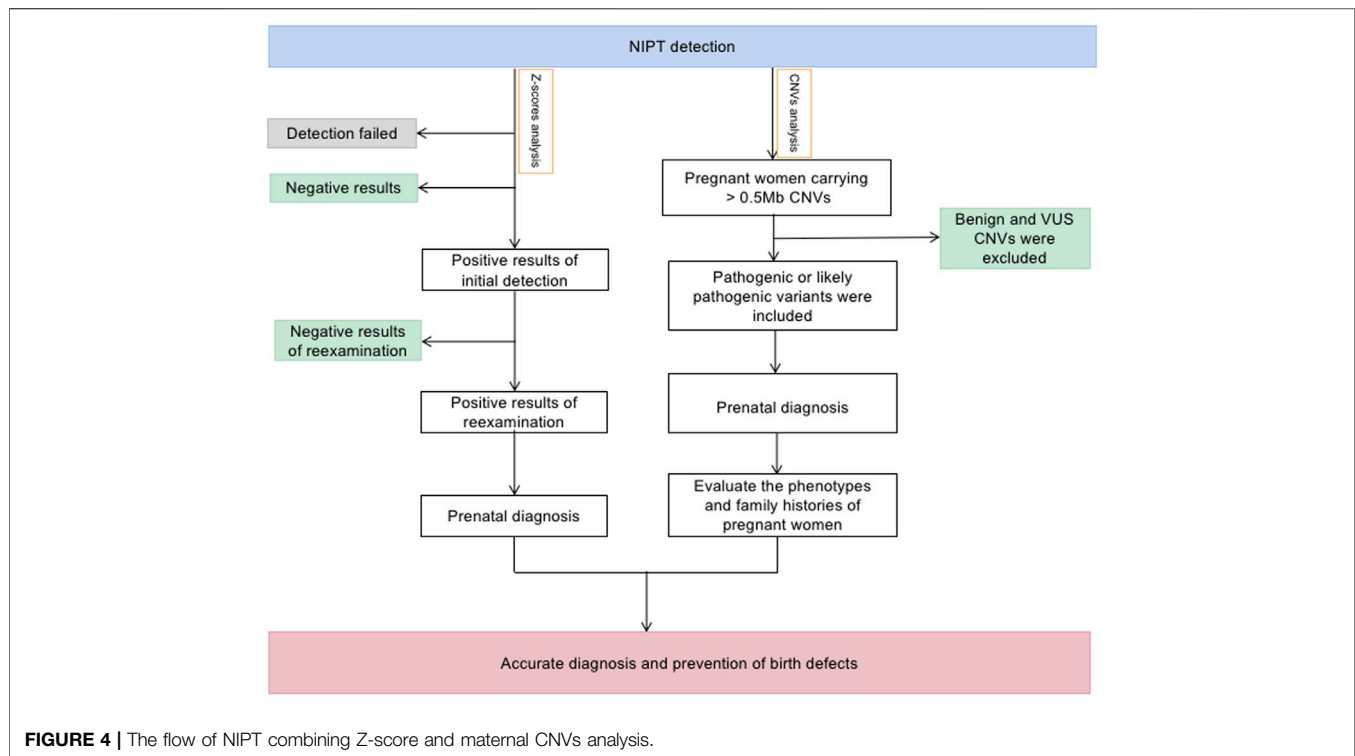 NIPT detection
Z-scores analysis
CNVs analysis
Detection failed
Negative results
Pregnant women carrying
> 0.5Mb CNVs
Benign and VUS
CNVs were
excluded
Positive results of
initial detection
Pathogenic or likely
pathogenic variants were
included
Negative results
of reexamination
Positive results of
reexamination
Prenatal diagnosis
Evaluate the phenotypes
and family histories of
pregnant women
Prenatal diagnosis
Accurate diagnosis and prevention of birth defects
FIGURE 4 | The flow of NIPT combining Z-score and maternal CNVs analysis.